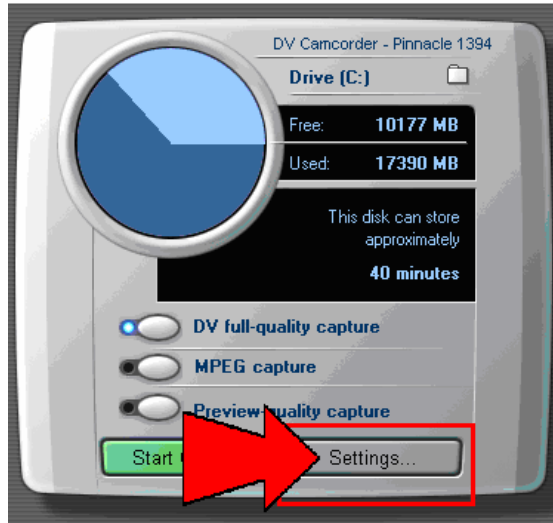 DV Camcorder - Pinnacle 1394
Drive (C:)
Free: 10177 MB
Used: 17390 MB
This disk can store
approximately
40 minutes
DV full-quality capture
MPEG capture
Preview-quality capture
Start
Settings...